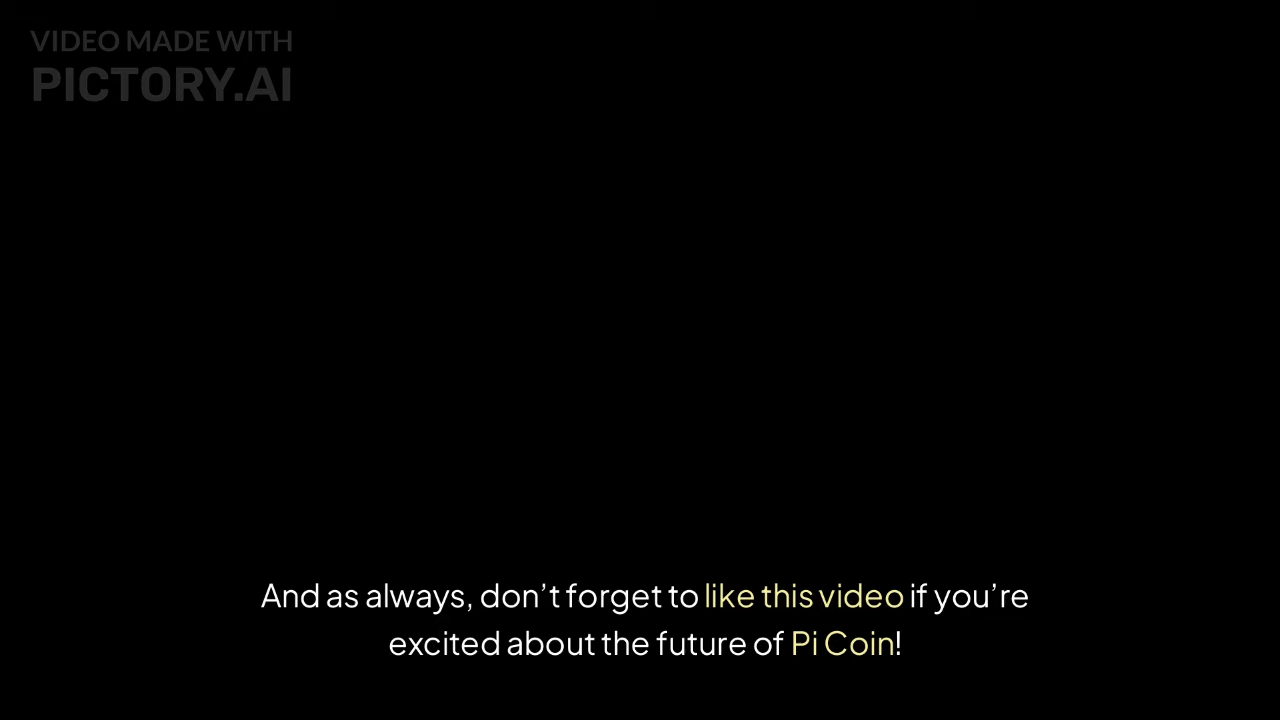 VIDEO MADE WITH
PICTORY.AI
And as always, don’t forget to like this video if you’re
excited about the future of Pi Coin!